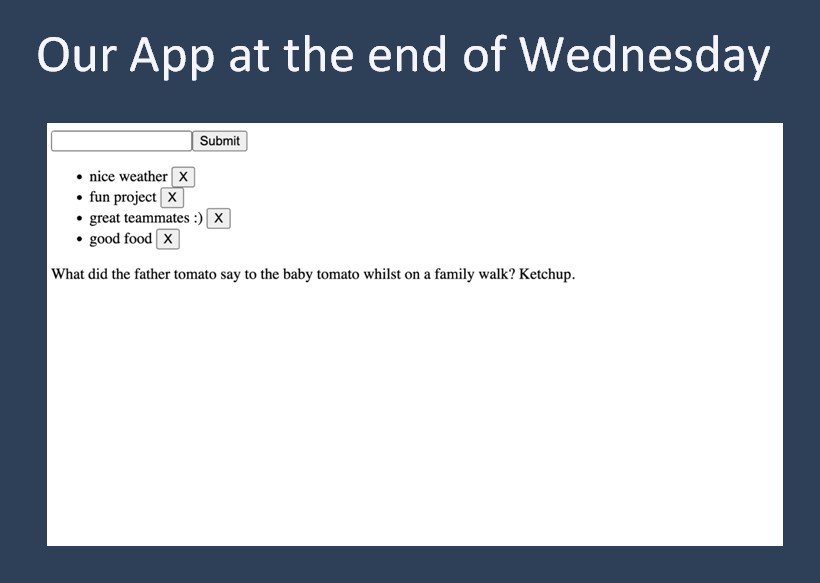 Our App at the end of Wednesday
Submit
nice weather X
fun project X
great teammates :) X
good food X
What did the father tomato say to the baby tomato whilst on a family walk? Ketchup.